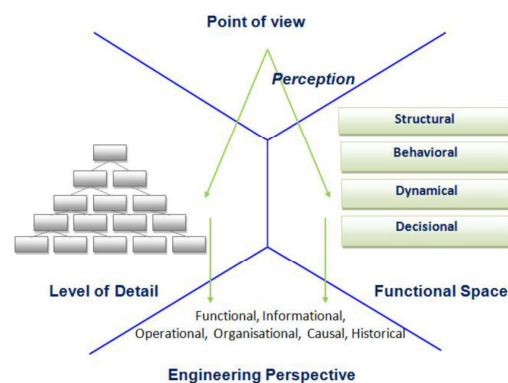 Point of view
Perception
Structural
Behavioral
Dynamical
Decisional
Level of Detail
Functional Space
Functional, Informational,
Operational, Organisational, Causal, Historical
Engineering Perspective